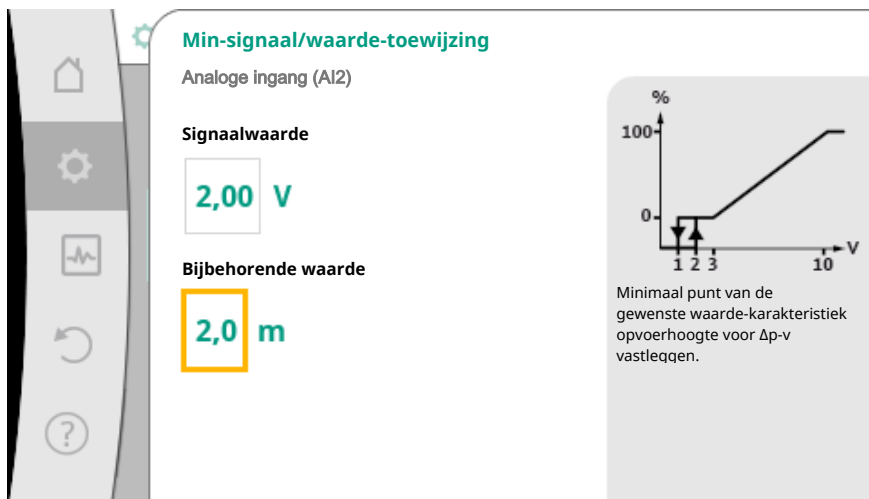 Min-signaal/waarde-toewijzing
Analoge ingang (AI2)
Signaalwaarde
2,00 V
Bijbehorende waarde
2,0 m
%
100
0
1 2 3 10 V
Minimaal punt van de
gewenste waarde-karakteristiek
opvoerhoogte voor Δp-v
vastleggen.
?